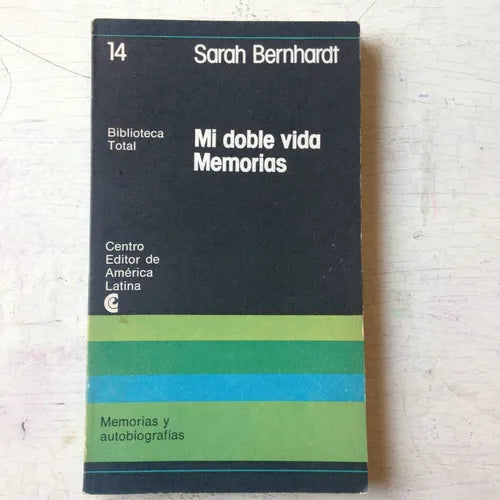 14
Sarah Bernhardt
Biblioteca
Total
Mi doble vida
Memorias
Centro
Editor de
América
Latina
Memorias y
autobiografías